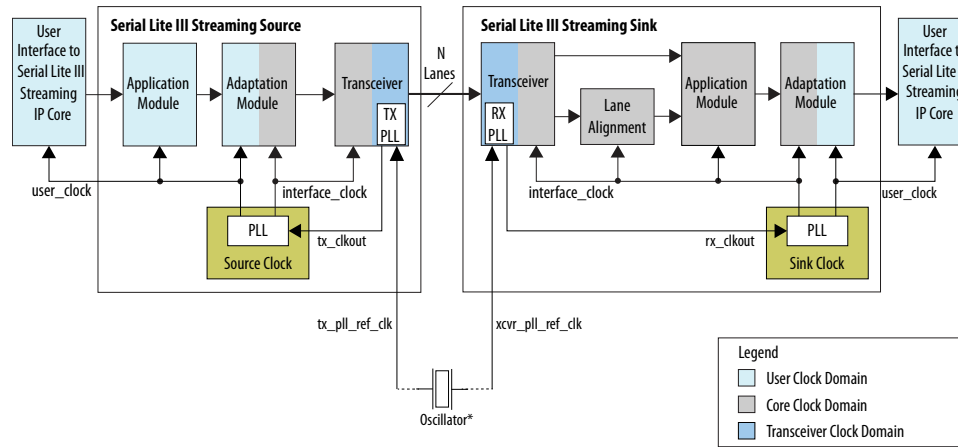 Serial Lite III Streaming Source
Serial Lite III Streaming Sink
User
Interface to
Serial Lite III
Streaming
IP Core
Application
Module
Adaptation
Module
Transceiver
TX
PLL
N
Lanes
Transceiver
RX
PLL
Lane
Alignment
Application
Module
Adaptation
Module
User
Interface t
Serial Lite
Streaming
IP Core
user_clock
interface_clock
interface_clock
user_clock
PLL
Source Clock
tx_clkout
rx_clkout
PLL
Sink Clock
tx_pll_ref_clk
xcvr_pll_ref_clk
Oscillator*
Legend
User Clock Domain
Core Clock Domain
Transceiver Clock Domain